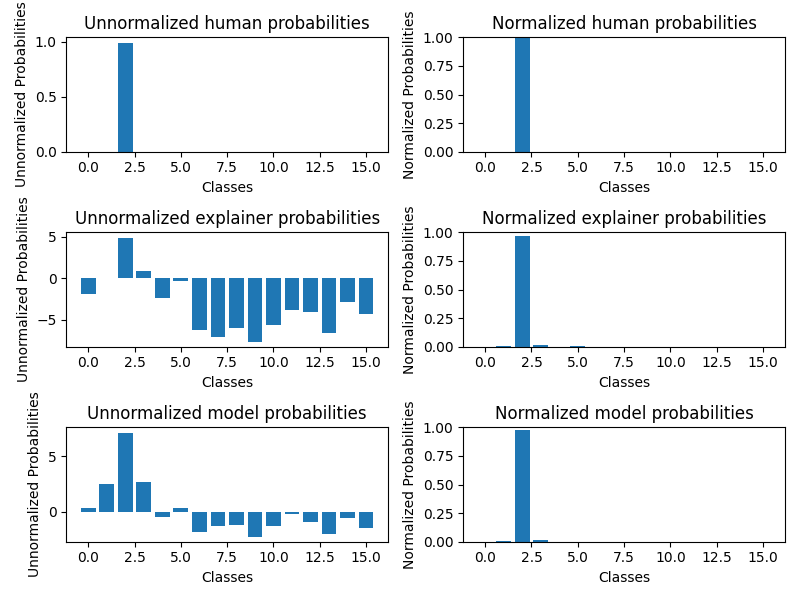 Unnormalized human probabilities
Unnormalized Probabilities
1.0
0.5
0.0
0.0 2.5 5.0 7.5 10.0 12.5 15.0
Classes
Normalized human probabilities
Normalized Probabilities
1.00
0.75
0.50
0.25
0.00
0.0 2.5 5.0 7.5 10.0 12.5 15.0
Classes
Unnormalized explainer probabilities
Unnormalized Probabilities
5
0
−5
0.0 2.5 5.0 7.5 10.0 12.5 15.0
Classes
Normalized explainer probabilities
Normalized Probabilities
1.00
0.75
0.50
0.25
0.00
0.0 2.5 5.0 7.5 10.0 12.5 15.0
Classes
Unnormalized model probabilities
Unnormalized Probabilities
5
0
0.0 2.5 5.0 7.5 10.0 12.5 15.0
Classes
Normalized model probabilities
Normalized Probabilities
1.00
0.75
0.50
0.25
0.00
0.0 2.5 5.0 7.5 10.0 12.5 15.0
Classes